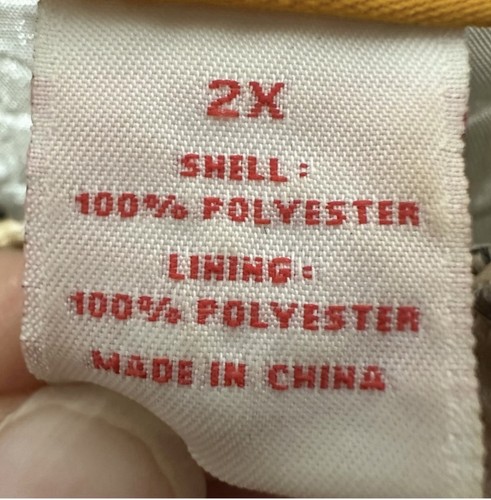 2X
SHELL:
100% POLYESTER
LINING:
100% POLYESTER
MADE IN CHINA